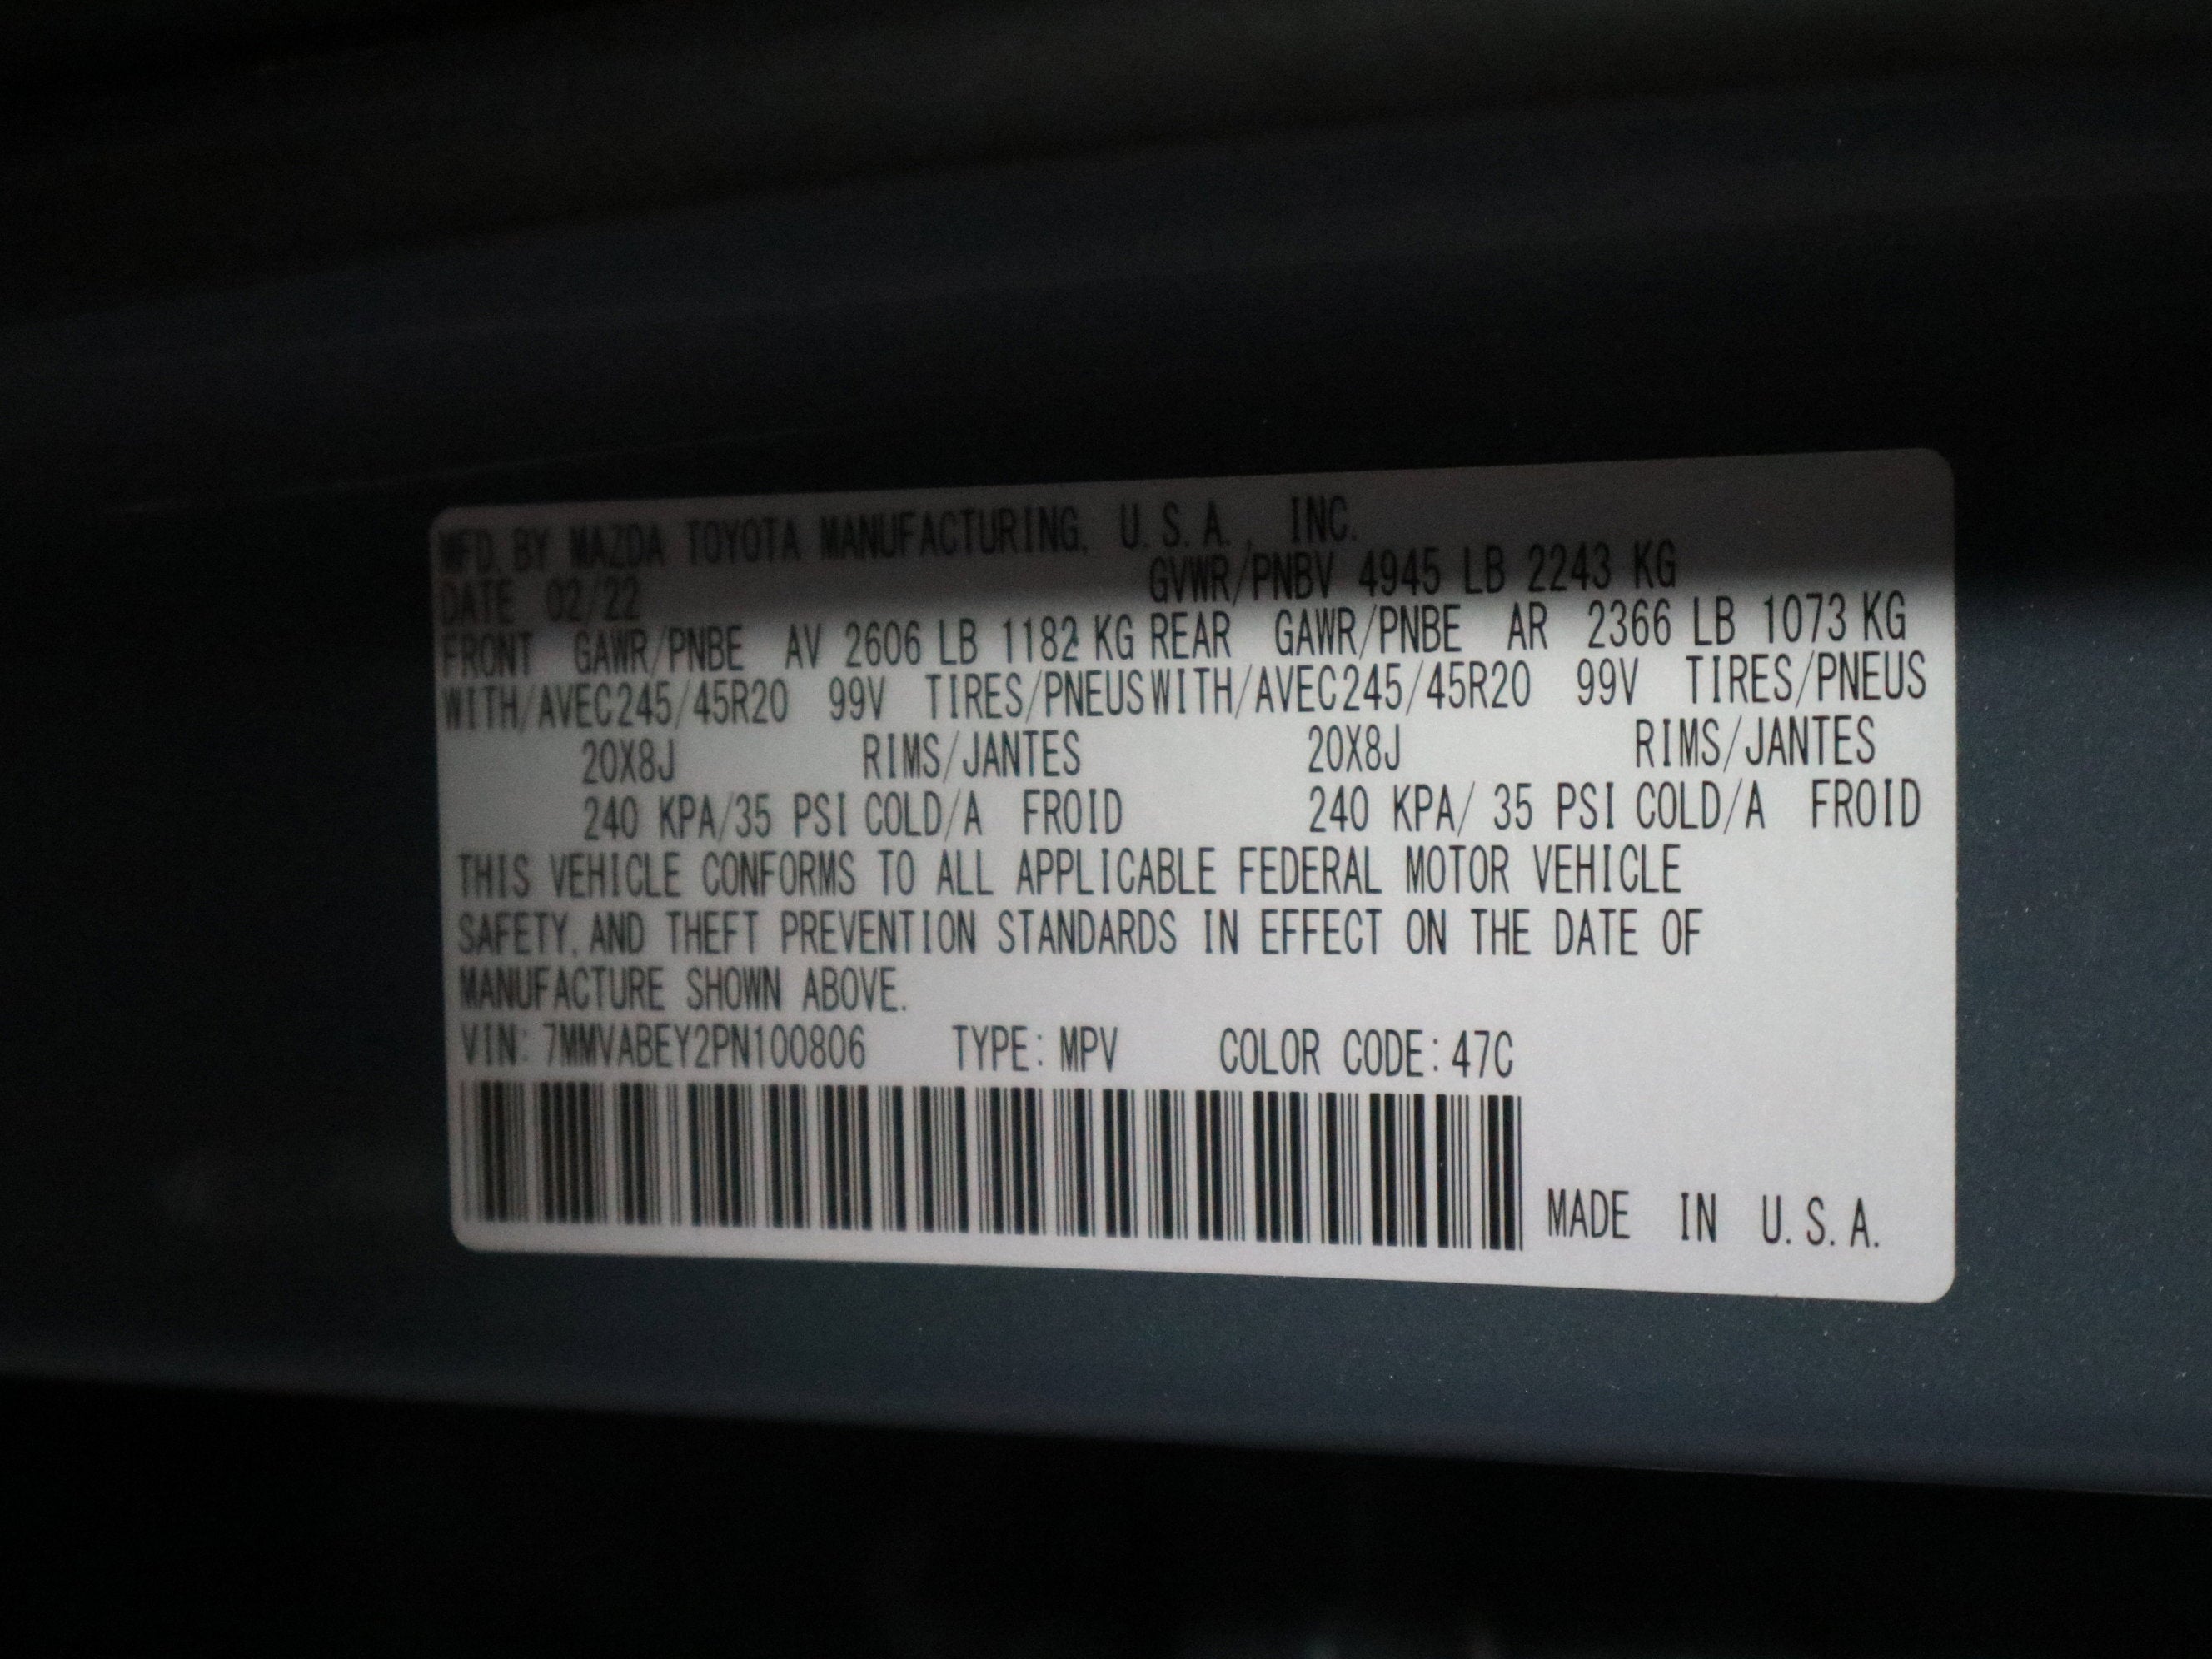 MFD. BY MAZDA TOYOTA MANUFACTURING, U.S.A., INC.
DATE 02/22 GVWR/PNBV 4945 LB 2243 KG
FRONT GAWR/PNBE AV 2606 LB 1182 KG REAR GAWR/PNBE AR 2366 LB 1073 KG
WITH/AVEC245/45R20 99V TIRES/PNEUS WITH/AVEC245/45R20 99V TIRES/PNEUS
20X8J RIMS/JANTES 20X8J RIMS/JANTES
240 KPA/35 PSI COLD/A FROID 240 KPA/ 35 PSI COLD/A FROID
THIS VEHICLE CONFORMS TO ALL APPLICABLE FEDERAL MOTOR VEHICLE
SAFETY, AND THEFT PREVENTION STANDARDS IN EFFECT ON THE DATE OF
MANUFACTURE SHOWN ABOVE.
VIN: 7MMVABEY2PN100806 TYPE: MPV COLOR CODE: 47C
MADE IN U.S.A.